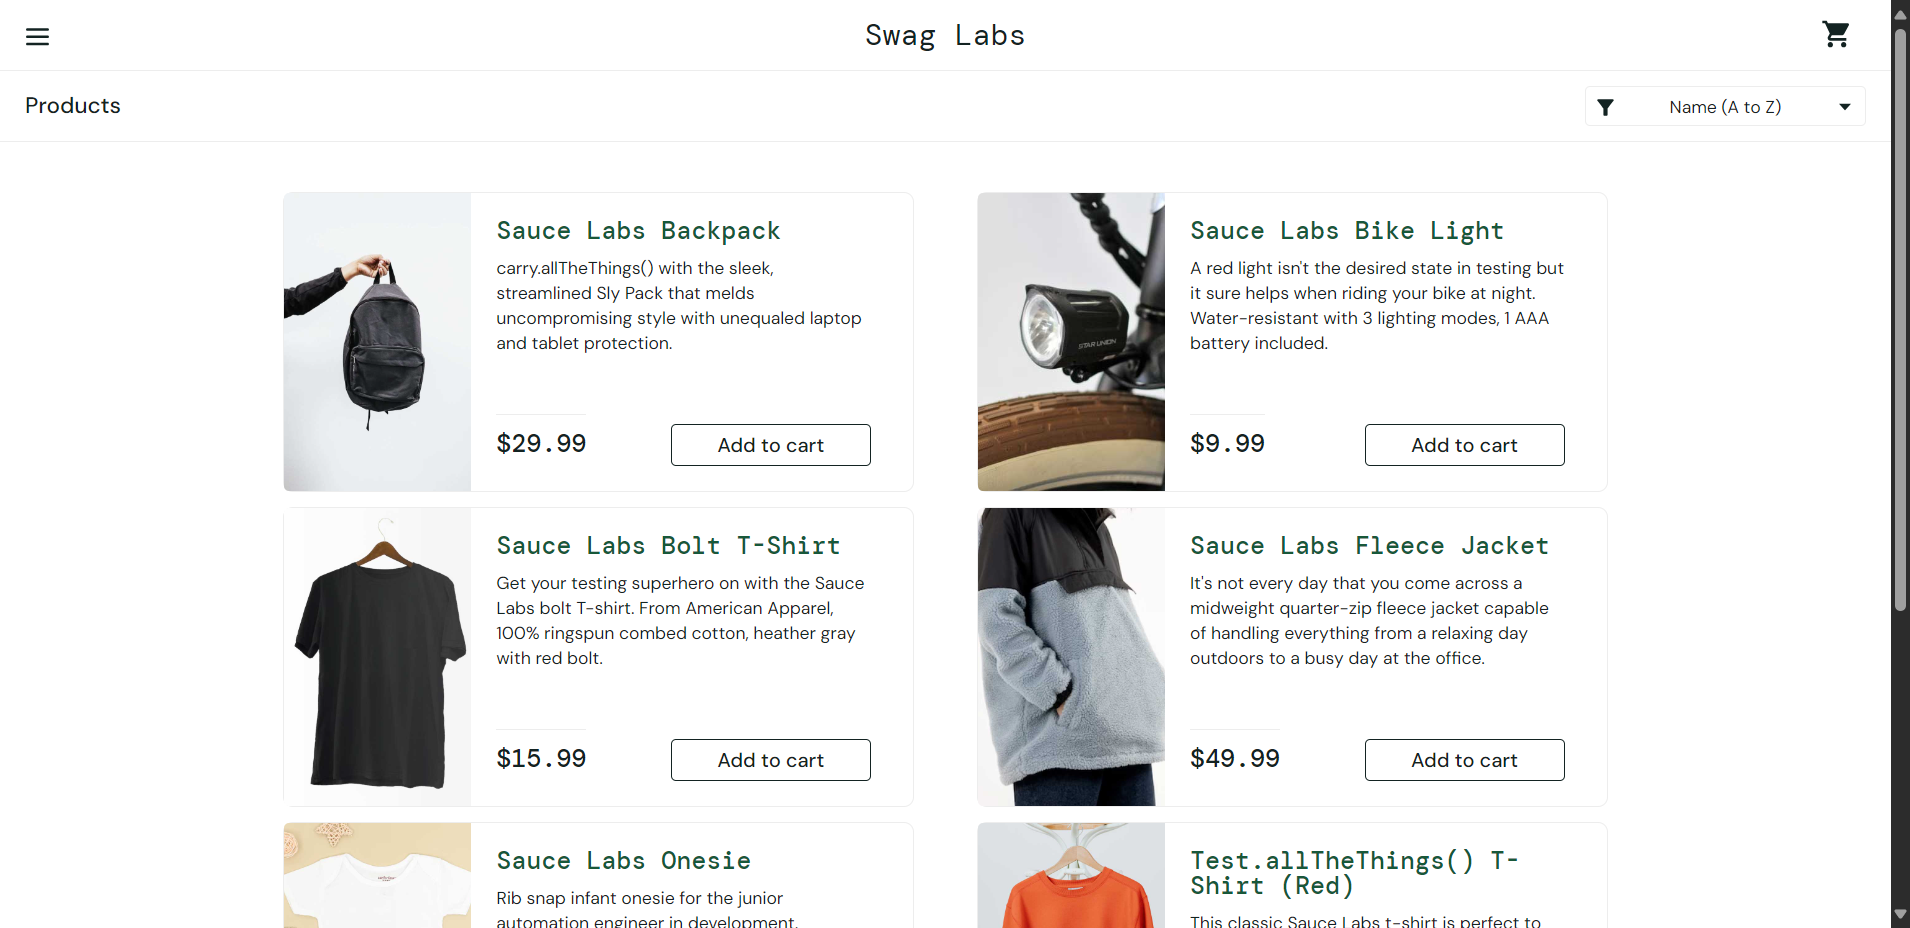 Swag Labs
Products
Name (A to Z)
Sauce Labs Backpack
carry.allTheThings() with the sleek,
streamlined Sly Pack that melds
uncompromising style with unequaled laptop
and tablet protection.
$29.99
Add to cart
Sauce Labs Bike Light
A red light isn't the desired state in testing but
it sure helps when riding your bike at night.
Water-resistant with 3 lighting modes, 1 AAA
battery included.
STAR UNION
$9.99
Add to cart
Sauce Labs Bolt T-Shirt
Get your testing superhero on with the Sauce
Labs bolt T-shirt. From American Apparel,
100% ringspun combed cotton, heather gray
with red bolt.
$15.99
Add to cart
Sauce Labs Fleece Jacket
It's not every day that you come across a
midweight quarter-zip fleece jacket capable
of handling everything from a relaxing day
outdoors to a busy day at the office.
$49.99
Add to cart
Sauce Labs Onesie
Rib snap infant onesie for the junior
automation engineer in development.
Test.allTheThings() T-
Shirt (Red)
This classic Sauce Labs t-shirt is perfect to